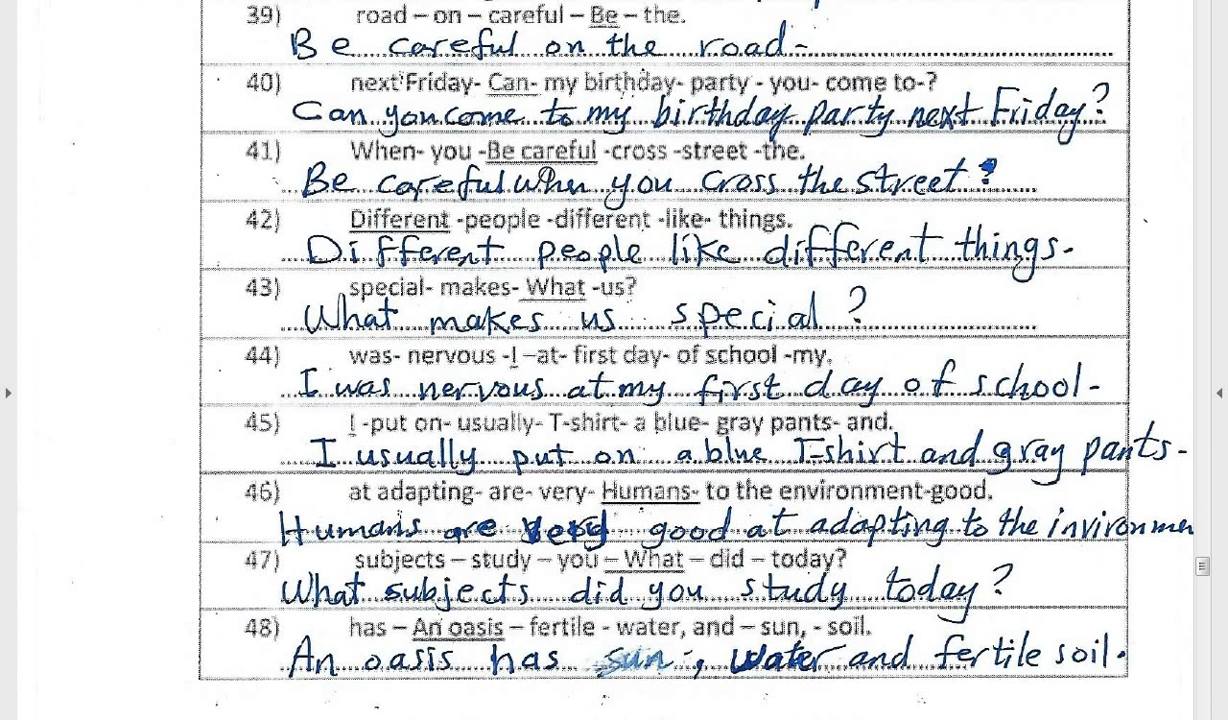 39) road – on – careful – Be – the.
Be careful on the road-
40) next Friday- Can- my birthday- party - you- come to-?
Can you come to my birthday party next Friday?
41) When- you -Be careful -cross -street -the.
Be careful when you cross the street?
42) Different -people -different -like- things.
Different people like different things.
43) special- makes- What -us?
What makes us special ?
44) was- nervous -I –at- first day- of school -my.
I was nervous at my first day of school-
45) I -put on- usually- T-shirt- a blue- gray pants- and.
I usually put on a blue T-shirt and gray pants-
46) at adapting- are- very- Humans- to the environment-good.
Humans are very good at adapting to the invironmen
47) subjects – study – you – What – did – today?
What subjects did you study today?
48) has – An oasis – fertile - water, and – sun, - soil.
An oasis has sun, water and fertile soil.